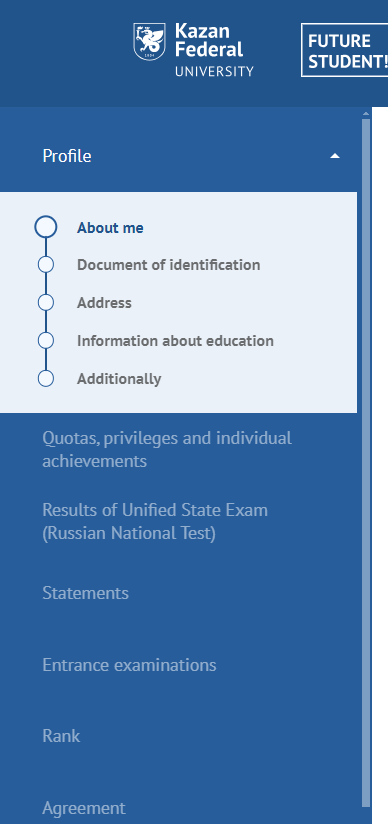 Kazan
Federal
UNIVERSITY
FUTURE
STUDENT!
Profile
About me
Document of identification
Address
Information about education
Additionally
Quotas, privileges and individual
achievements
Results of Unified State Exam
(Russian National Test)
Statements
Entrance examinations
Rank
Agreement